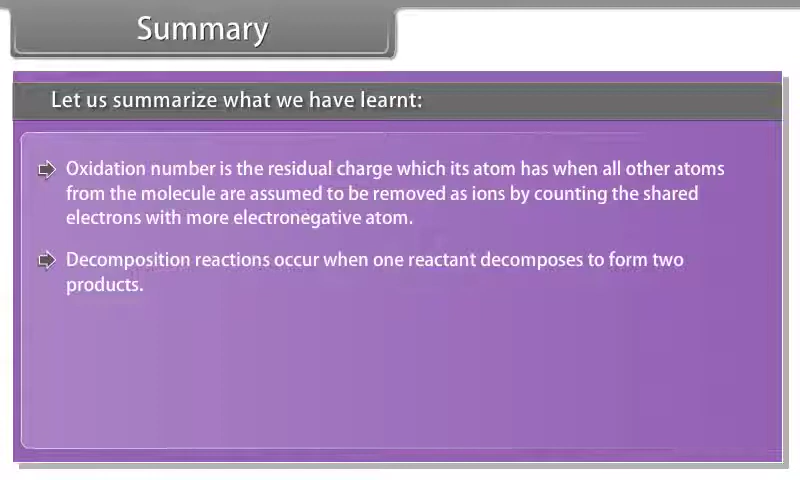 Summary
Let us summarize what we have learnt:
Oxidation number is the residual charge which its atom has when all other atoms
from the molecule are assumed to be removed as ions by counting the shared
electrons with more electronegative atom.
Decomposition reactions occur when one reactant decomposes to form two
products.